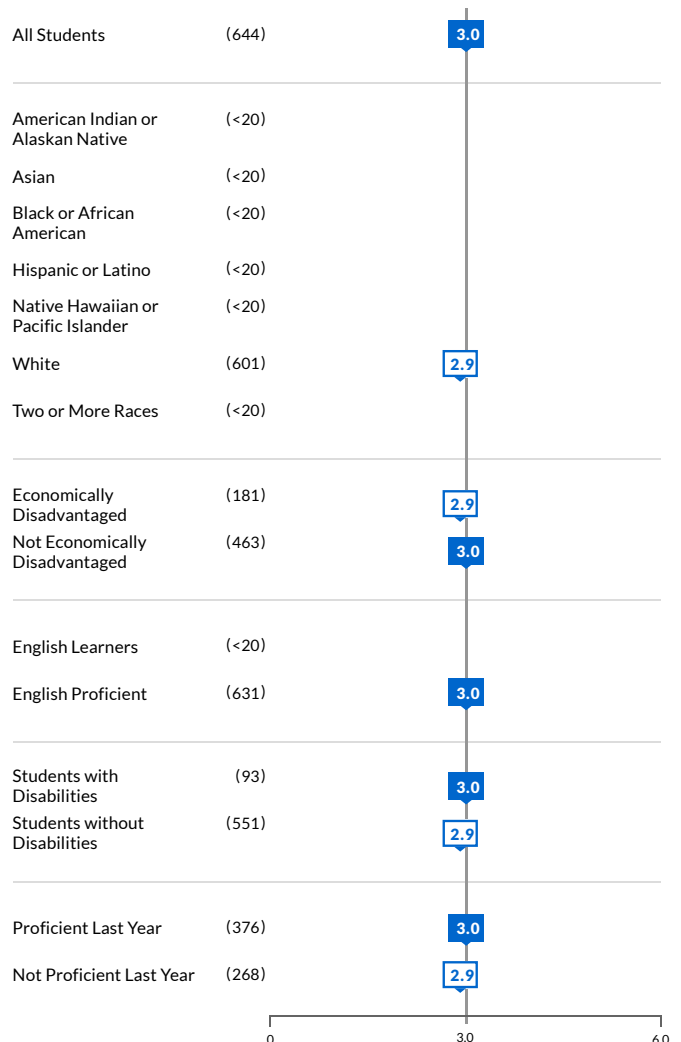 All Students (644) 3.0
American Indian or (<20)
Alaskan Native
Asian (<20)
Black or African (<20)
American
Hispanic or Latino (<20)
Native Hawaiian or (<20)
Pacific Islander
White (601) 2.9
Two or More Races (<20)
Economically (181) 2.9
Disadvantaged
Not Economically (463) 3.0
Disadvantaged
English Learners (<20)
English Proficient (631) 3.0
Students with (93) 3.0
Disabilities
Students without (551) 2.9
Disabilities
Proficient Last Year (376) 3.0
Not Proficient Last Year (268) 2.9
0 3.0 6.0